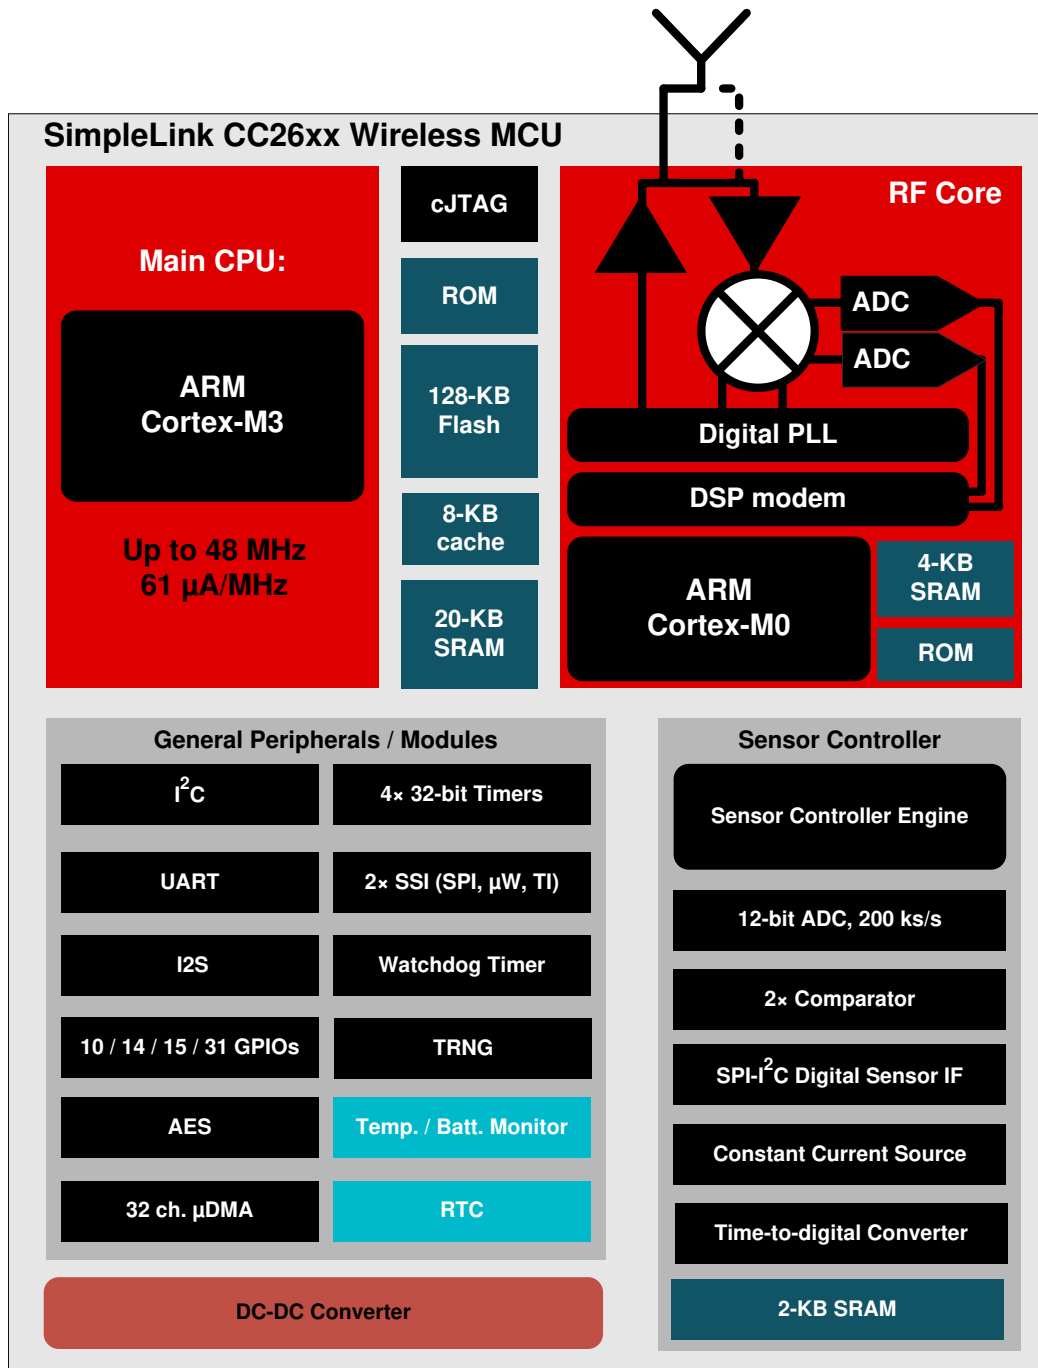 SimpleLink CC26xx Wireless MCU
Main CPU:
ARM
Cortex-M3
Up to 48 MHz
61 µA/MHz
cJTAG
ROM
128-KB
Flash
8-KB
cache
20-KB
SRAM
RF Core
ADC
ADC
Digital PLL
DSP modem
ARM
Cortex-M0
4-KB
SRAM
ROM
General Peripherals / Modules
I²C
4× 32-bit Timers
UART
2× SSI (SPI, µW, TI)
I2S
Watchdog Timer
10 / 14 / 15 / 31 GPIOs
TRNG
AES
Temp. / Batt. Monitor
32 ch. µDMA
RTC
DC-DC Converter
Sensor Controller
Sensor Controller Engine
12-bit ADC, 200 ks/s
2× Comparator
SPI-I²C Digital Sensor IF
Constant Current Source
Time-to-digital Converter
2-KB SRAM